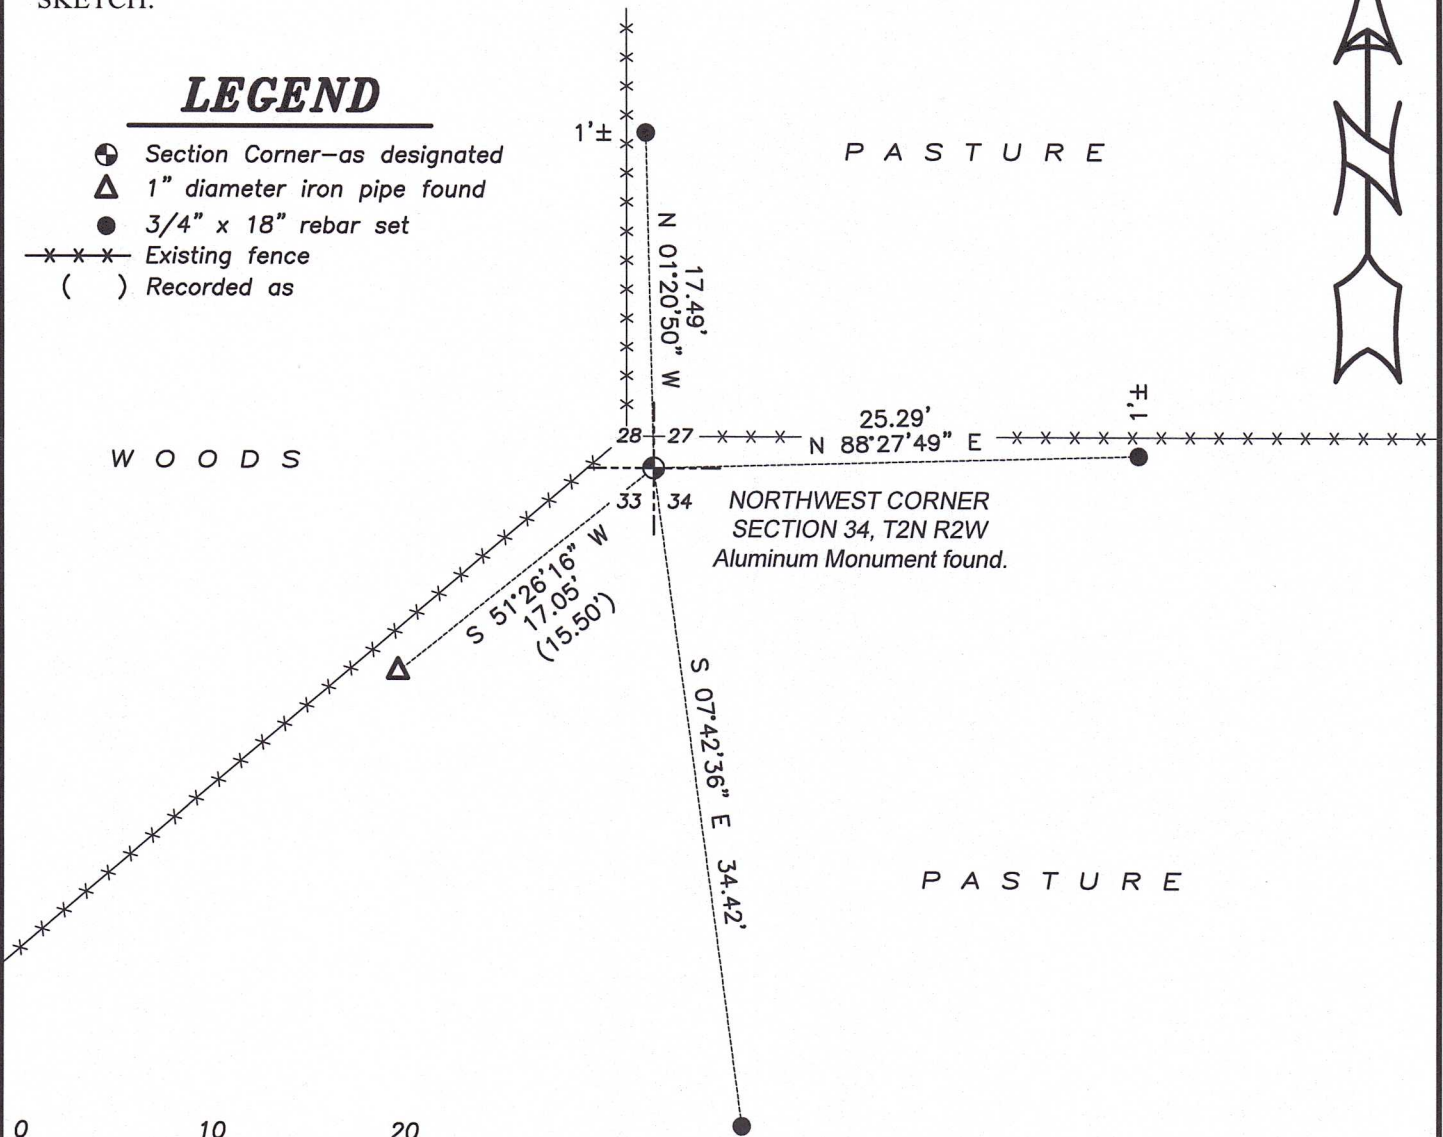 SKETCH:
LEGEND
Section Corner-as designated
1" diameter iron pipe found
3/4" x 18" rebar set
Existing fence
( ) Recorded as
1'±
PASTURE
N 01°20'50" W
17.49'
WOODS
28 27
25.29'
N 88°27'49" E
1'±
33 34
NORTHWEST CORNER
SECTION 34, T2N R2W
Aluminum Monument found.
S 51°26'16" W
17.05'
(15.50')
S 07°42'36" E 34.42'
PASTURE
0 10 20
N